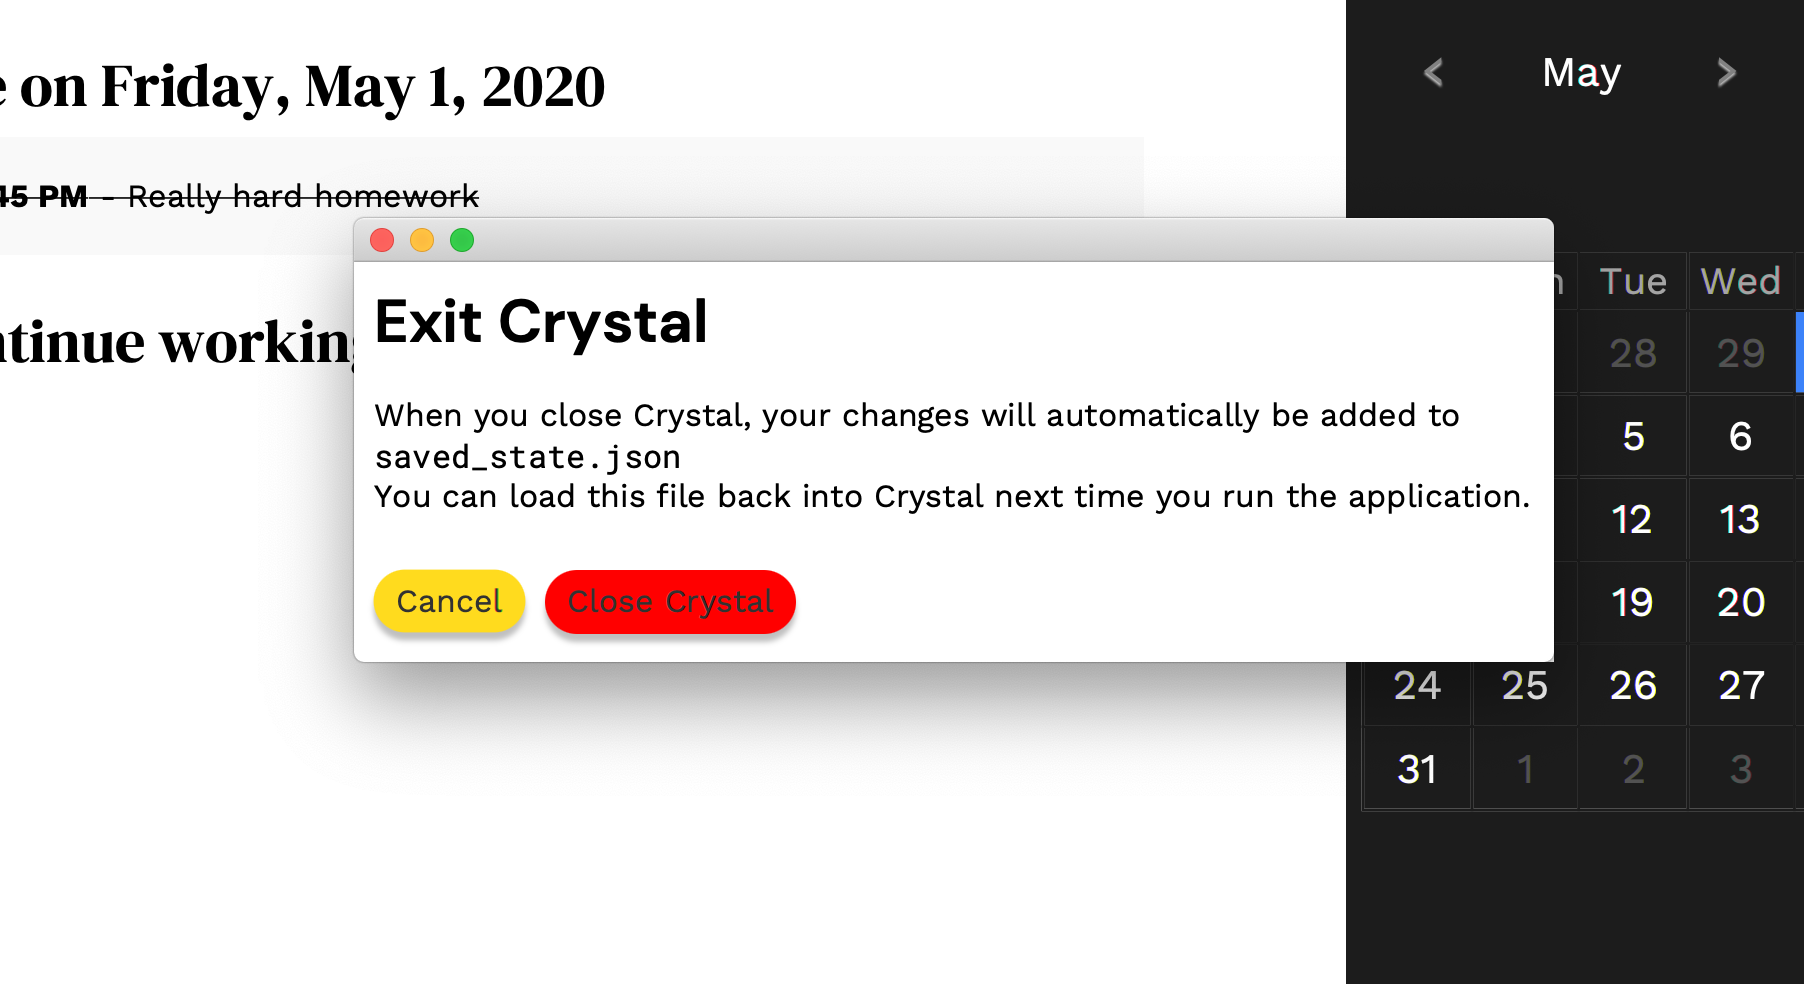 on Friday, May 1, 2020
45 PM - Really hard homework
Exit Crystal
When you close Crystal, your changes will automatically be added to
saved_state.json
You can load this file back into Crystal next time you run the application.
Cancel
Close Crystal
< May >
Tue Wed
28 29
5 6
12 13
19 20
24 25 26 27
31 1 2 3